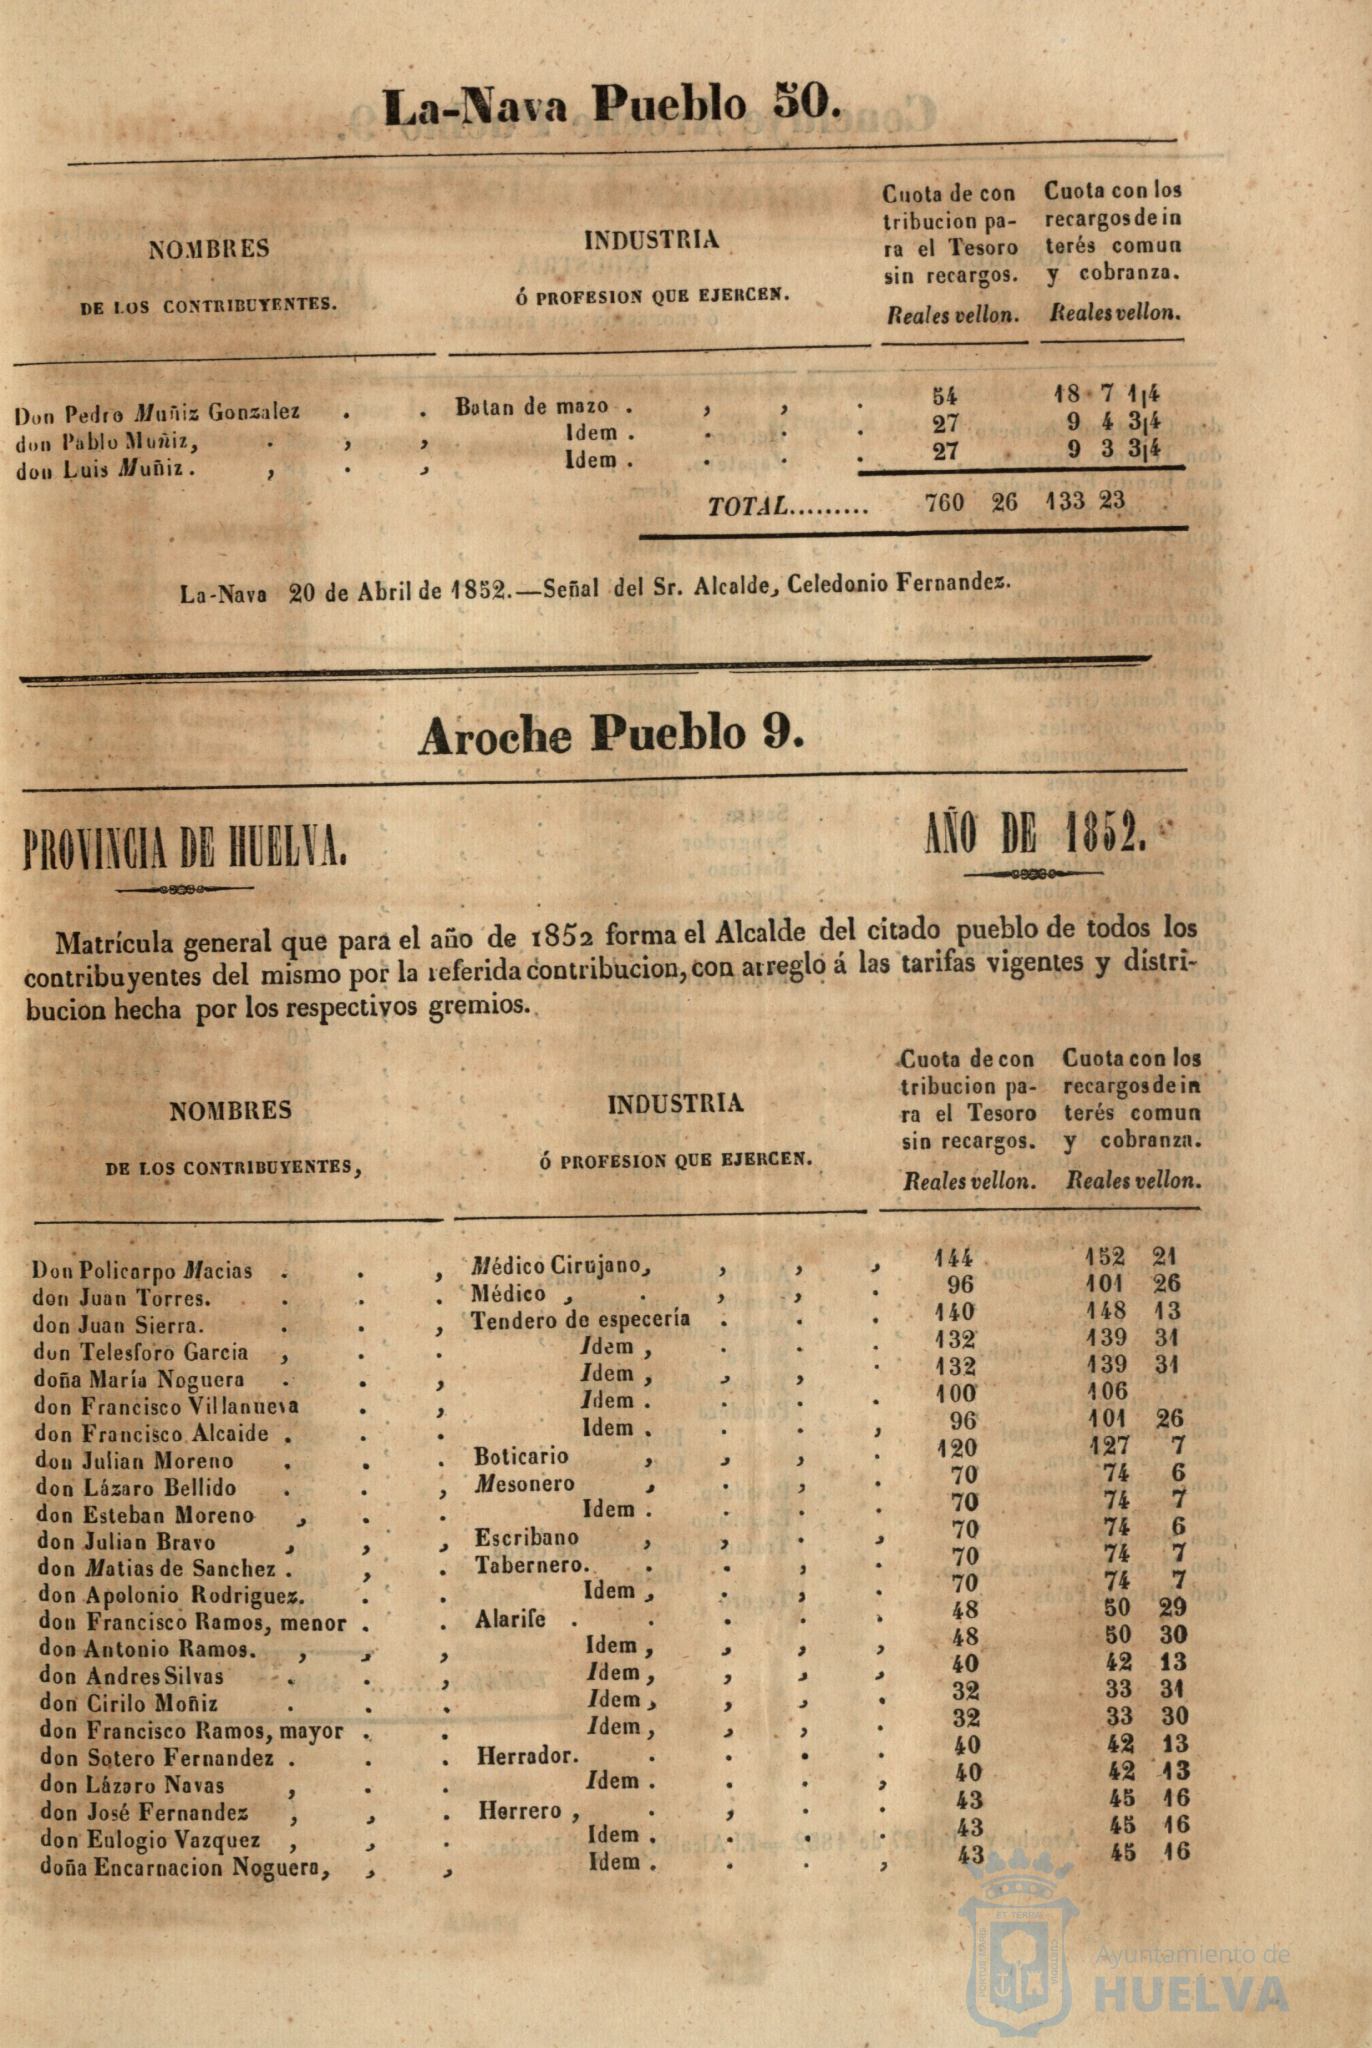 La-Nava Pueblo 50.
NOMBRES
DE LOS CONTRIBUYENTES.
INDUSTRIA
Ó PROFESION QUE EJERCEN.
Cuota de con
tribucion pa-
ra el Tesoro
sin recargos.
Reales vellon.
Cuota con los
recargos de in
terés comun
y cobranza.
Reales vellon.
Don Pedro Muñiz Gonzalez . . Batan de mazo . , , . 54 18 7 1¡4
don Pablo Muñiz, . , , Idem . . . . 27 9 4 3¡4
don Luis Muñiz . , . , Idem . . . . 27 9 3 3¡4
TOTAL......... 760 26 133 23
La-Nava 20 de Abril de 1852.—Señal del Sr. Alcalde, Celedonio Fernandez.
Aroche Pueblo 9.
PROVINCIA DE HUELVA. AÑO DE 1852.
Matrícula general que para el año de 1852 forma el Alcalde del citado pueblo de todos los
contribuyentes del mismo por la referida contribucion, con arreglo á las tarifas vigentes y distri-
bucion hecha por los respectivos gremios.
NOMBRES
DE LOS CONTRIBUYENTES,
INDUSTRIA
Ó PROFESION QUE EJERCEN.
Cuota de con
tribucion pa-
ra el Tesoro
sin recargos.
Reales vellon.
Cuota con los
recargos de in
terés comun
y cobranza.
Reales vellon.
Don Policarpo Macias . . , Médico Cirujano, , , , 144 152 21
don Juan Torres. . . . Médico , . , , . 96 101 26
don Juan Sierra. . . , Tendero de especería . . . 140 148 13
don Telesforo Garcia , . . Idem , . . . 132 139 31
doña María Noguera . . , Idem , , , . 132 139 31
don Francisco Villanueva . , Idem . . . . 100 106
don Francisco Alcaide . . . Idem . . . , 96 101 26
don Julian Moreno . . . Boticario , , , . 120 127 7
don Lázaro Bellido . . , Mesonero , . , . 70 74 6
don Esteban Moreno , . . Idem . . . . 70 74 7
don Julian Bravo , , , Escribano , , . , 70 74 6
don Matias de Sanchez . , . Tabernero. . . , . 70 74 7
don Apolonio Rodriguez. . . Idem , . , . 70 74 7
don Francisco Ramos, menor . . Alarife . . . . . 48 50 29
don Antonio Ramos. , , , Idem , , , , 48 50 30
don Andres Silvas . . , Idem, , , , 40 42 13
don Cirilo Moñiz . . . Idem, , , . 32 33 31
don Francisco Ramos, mayor . . Idem, , , . 32 33 30
don Sotero Fernandez . . . Herrador. . . . . 40 42 13
don Lázaro Navas , . . Idem . . . , 40 42 13
don José Fernandez , , . Herrero , . , . . 43 45 16
don Eulogio Vazquez , , . Idem . . . . 43 45 16
doña Encarnacion Noguera, , , Idem . . . , 43 45 16
Ayuntamiento de
HUELVA